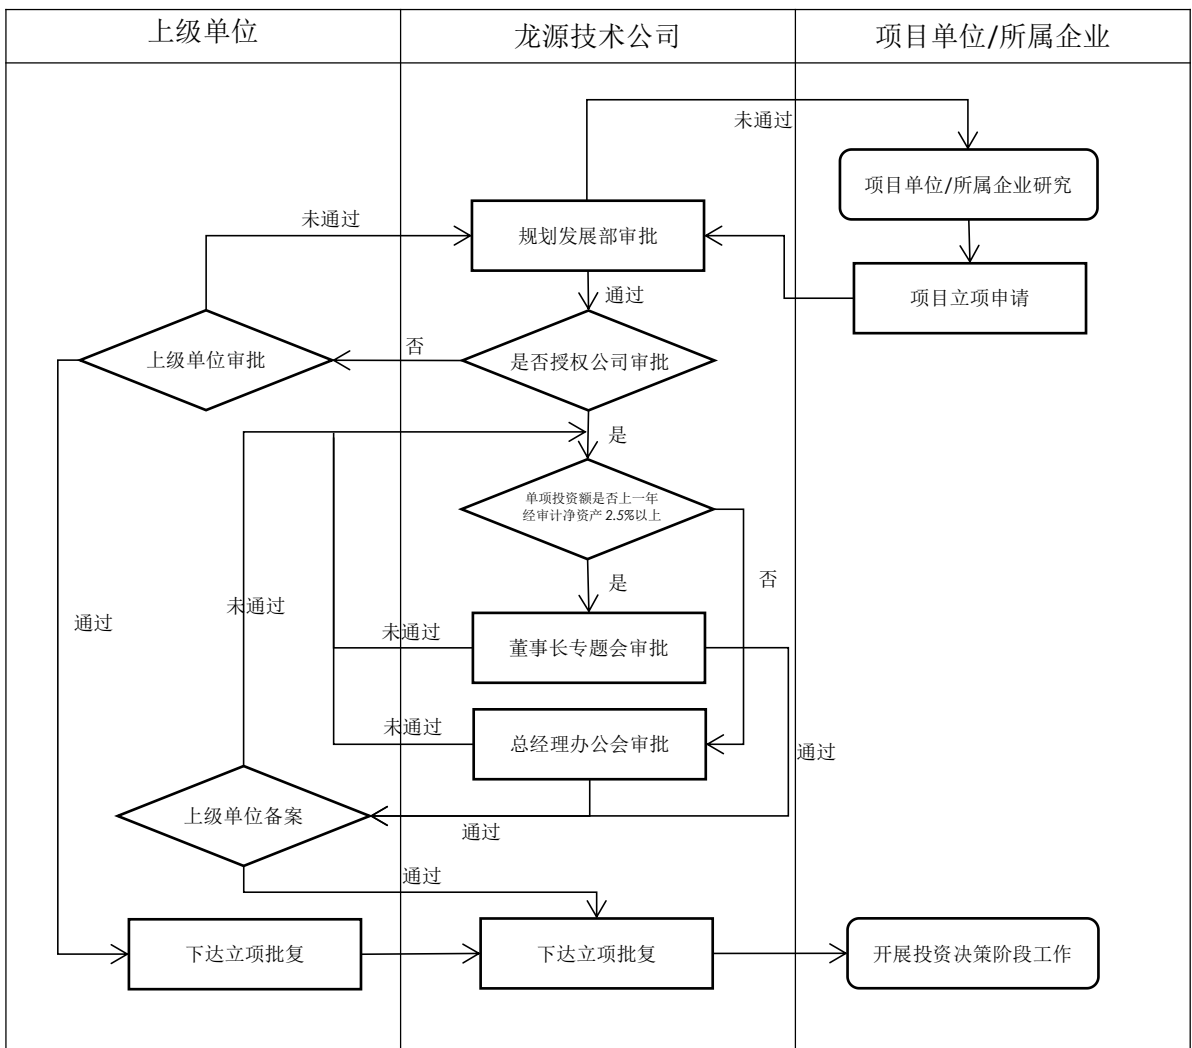 上级单位
龙源技术公司
项目单位/所属企业
未通过
项目单位/所属企业研究
未通过
规划发展部审批
通过
项目立项申请
上级单位审批
否
是否授权公司审批
是
单项投资额是否上一年
经审计净资产 2.5%以上
是
否
通过
未通过
未通过
董事长专题会审批
未通过
总经理办公会审批
通过
上级单位备案
通过
通过
下达立项批复
下达立项批复
开展投资决策阶段工作